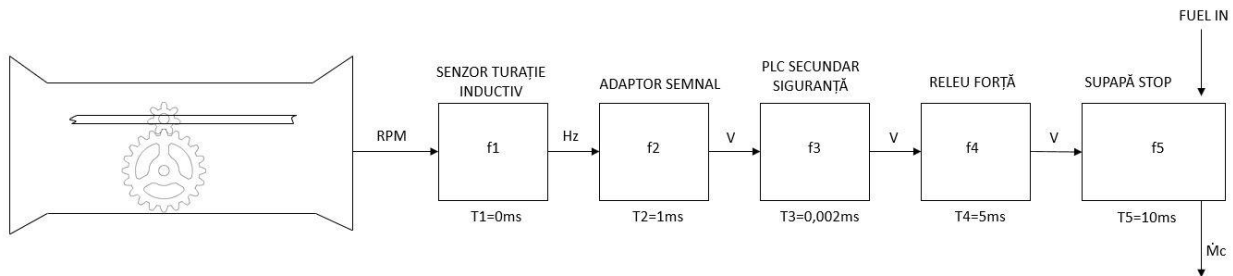 FUEL IN
SENZOR TURAȚIE
INDUCTIV
ADAPTOR SEMNAL
PLC SECUNDAR
SIGURANȚĂ
RELEU FORȚĂ
SUPAPĂ STOP
RPM
f1
Hz
f2
V
f3
V
f4
V
f5
T1=0ms
T2=1ms
T3=0,002ms
T4=5ms
T5=10ms
Ṁc